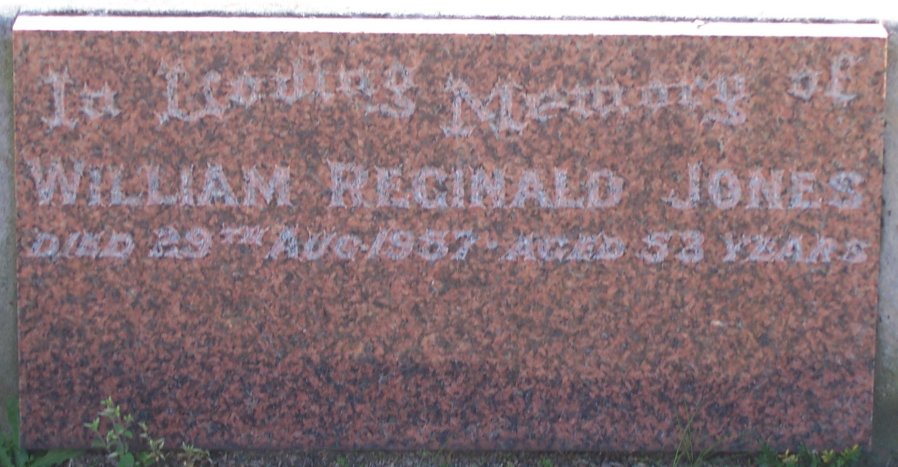 In Loving Memory of
WILLIAM REGINALD JONES
DIED 29TH AUG. 1957. AGED 53 YEARS